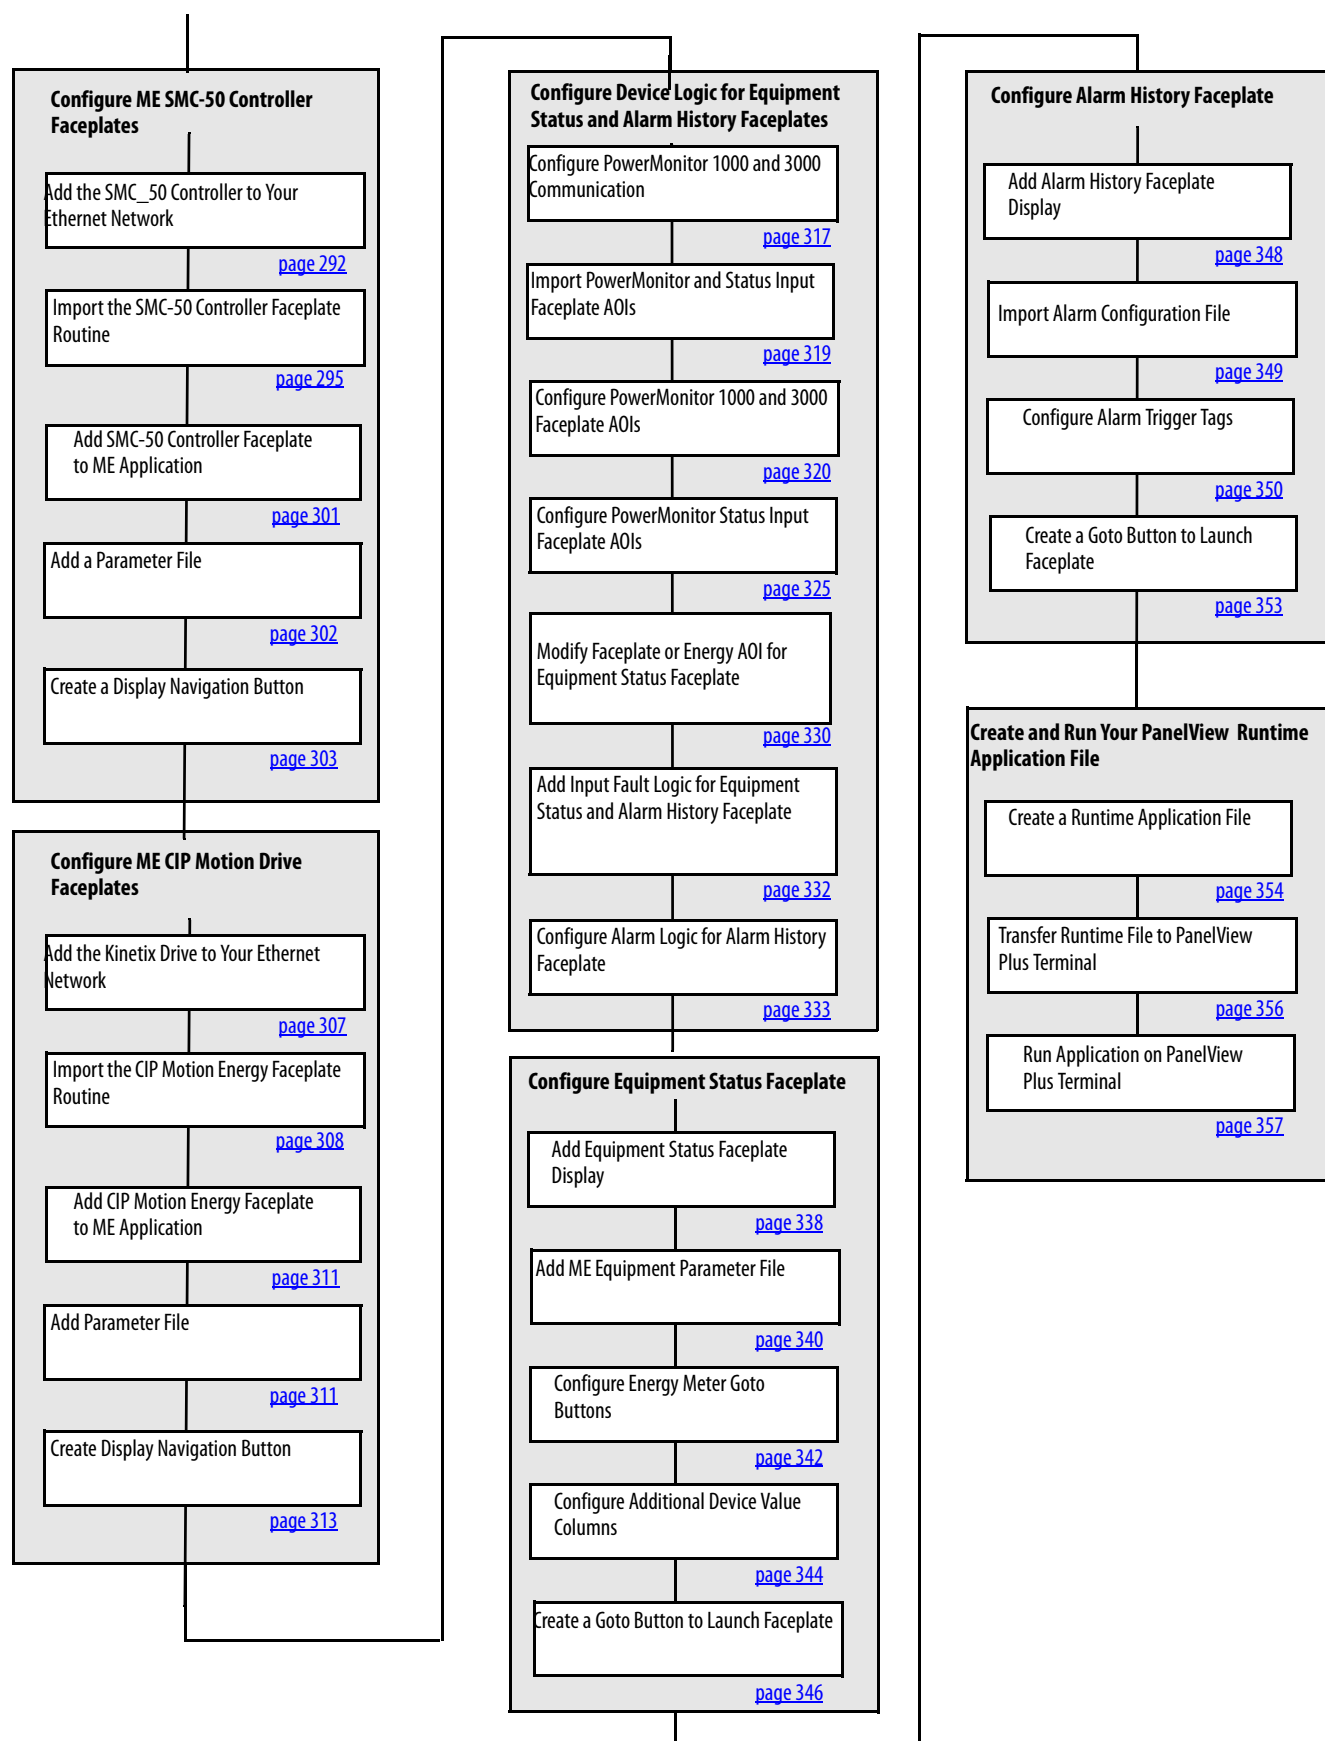 Configure ME SMC-50 Controller
Faceplates
Add the SMC_50 Controller to Your
Ethernet Network
page 292
Import the SMC-50 Controller Faceplate
Routine
page 295
Add SMC-50 Controller Faceplate
to ME Application
page 301
Add a Parameter File
page 302
Create a Display Navigation Button
page 303
Configure ME CIP Motion Drive
Faceplates
Add the Kinetix Drive to Your Ethernet
Network
page 307
Import the CIP Motion Energy Faceplate
Routine
page 308
Add CIP Motion Energy Faceplate
to ME Application
page 311
Add Parameter File
page 311
Create Display Navigation Button
page 313
Configure Device Logic for Equipment
Status and Alarm History Faceplates
Configure PowerMonitor 1000 and 3000
Communication
page 317
Import PowerMonitor and Status Input
Faceplate AOIs
page 319
Configure PowerMonitor 1000 and 3000
Faceplate AOIs
page 320
Configure PowerMonitor Status Input
Faceplate AOIs
page 325
Modify Faceplate or Energy AOI for
Equipment Status Faceplate
page 330
Add Input Fault Logic for Equipment
Status and Alarm History Faceplate
page 332
Configure Alarm Logic for Alarm History
Faceplate
page 333
Configure Equipment Status Faceplate
Add Equipment Status Faceplate
Display
page 338
Add ME Equipment Parameter File
page 340
Configure Energy Meter Goto
Buttons
page 342
Configure Additional Device Value
Columns
page 344
Create a Goto Button to Launch Faceplate
page 346
Configure Alarm History Faceplate
Add Alarm History Faceplate
Display
page 348
Import Alarm Configuration File
page 349
Configure Alarm Trigger Tags
page 350
Create a Goto Button to Launch
Faceplate
page 353
Create and Run Your PanelView Runtime
Application File
Create a Runtime Application File
page 354
Transfer Runtime File to PanelView
Plus Terminal
page 356
Run Application on PanelView
Plus Terminal
page 357